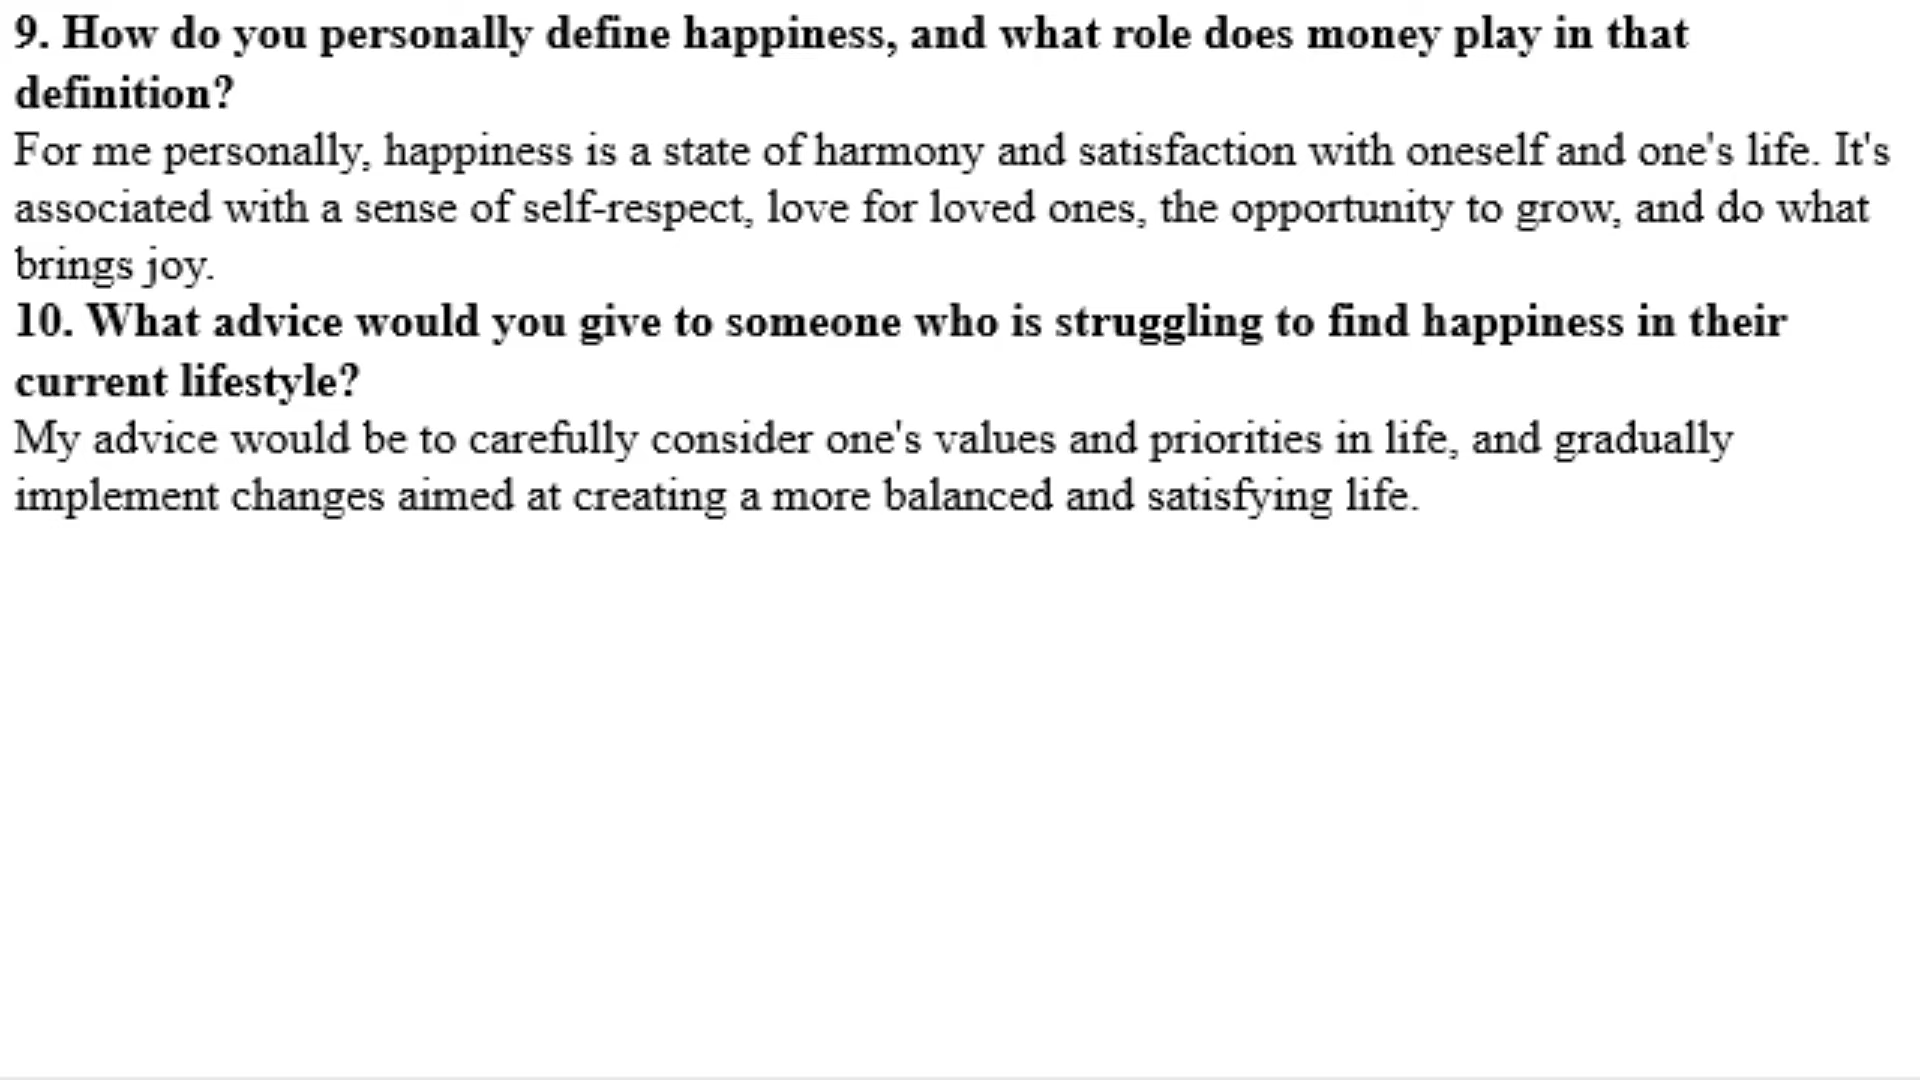 9. How do you personally define happiness, and what role does money play in that
definition?
For me personally, happiness is a state of harmony and satisfaction with oneself and one's life. It's
associated with a sense of self-respect, love for loved ones, the opportunity to grow, and do what
brings joy.
10. What advice would you give to someone who is struggling to find happiness in their
current lifestyle?
My advice would be to carefully consider one's values and priorities in life, and gradually
implement changes aimed at creating a more balanced and satisfying life.